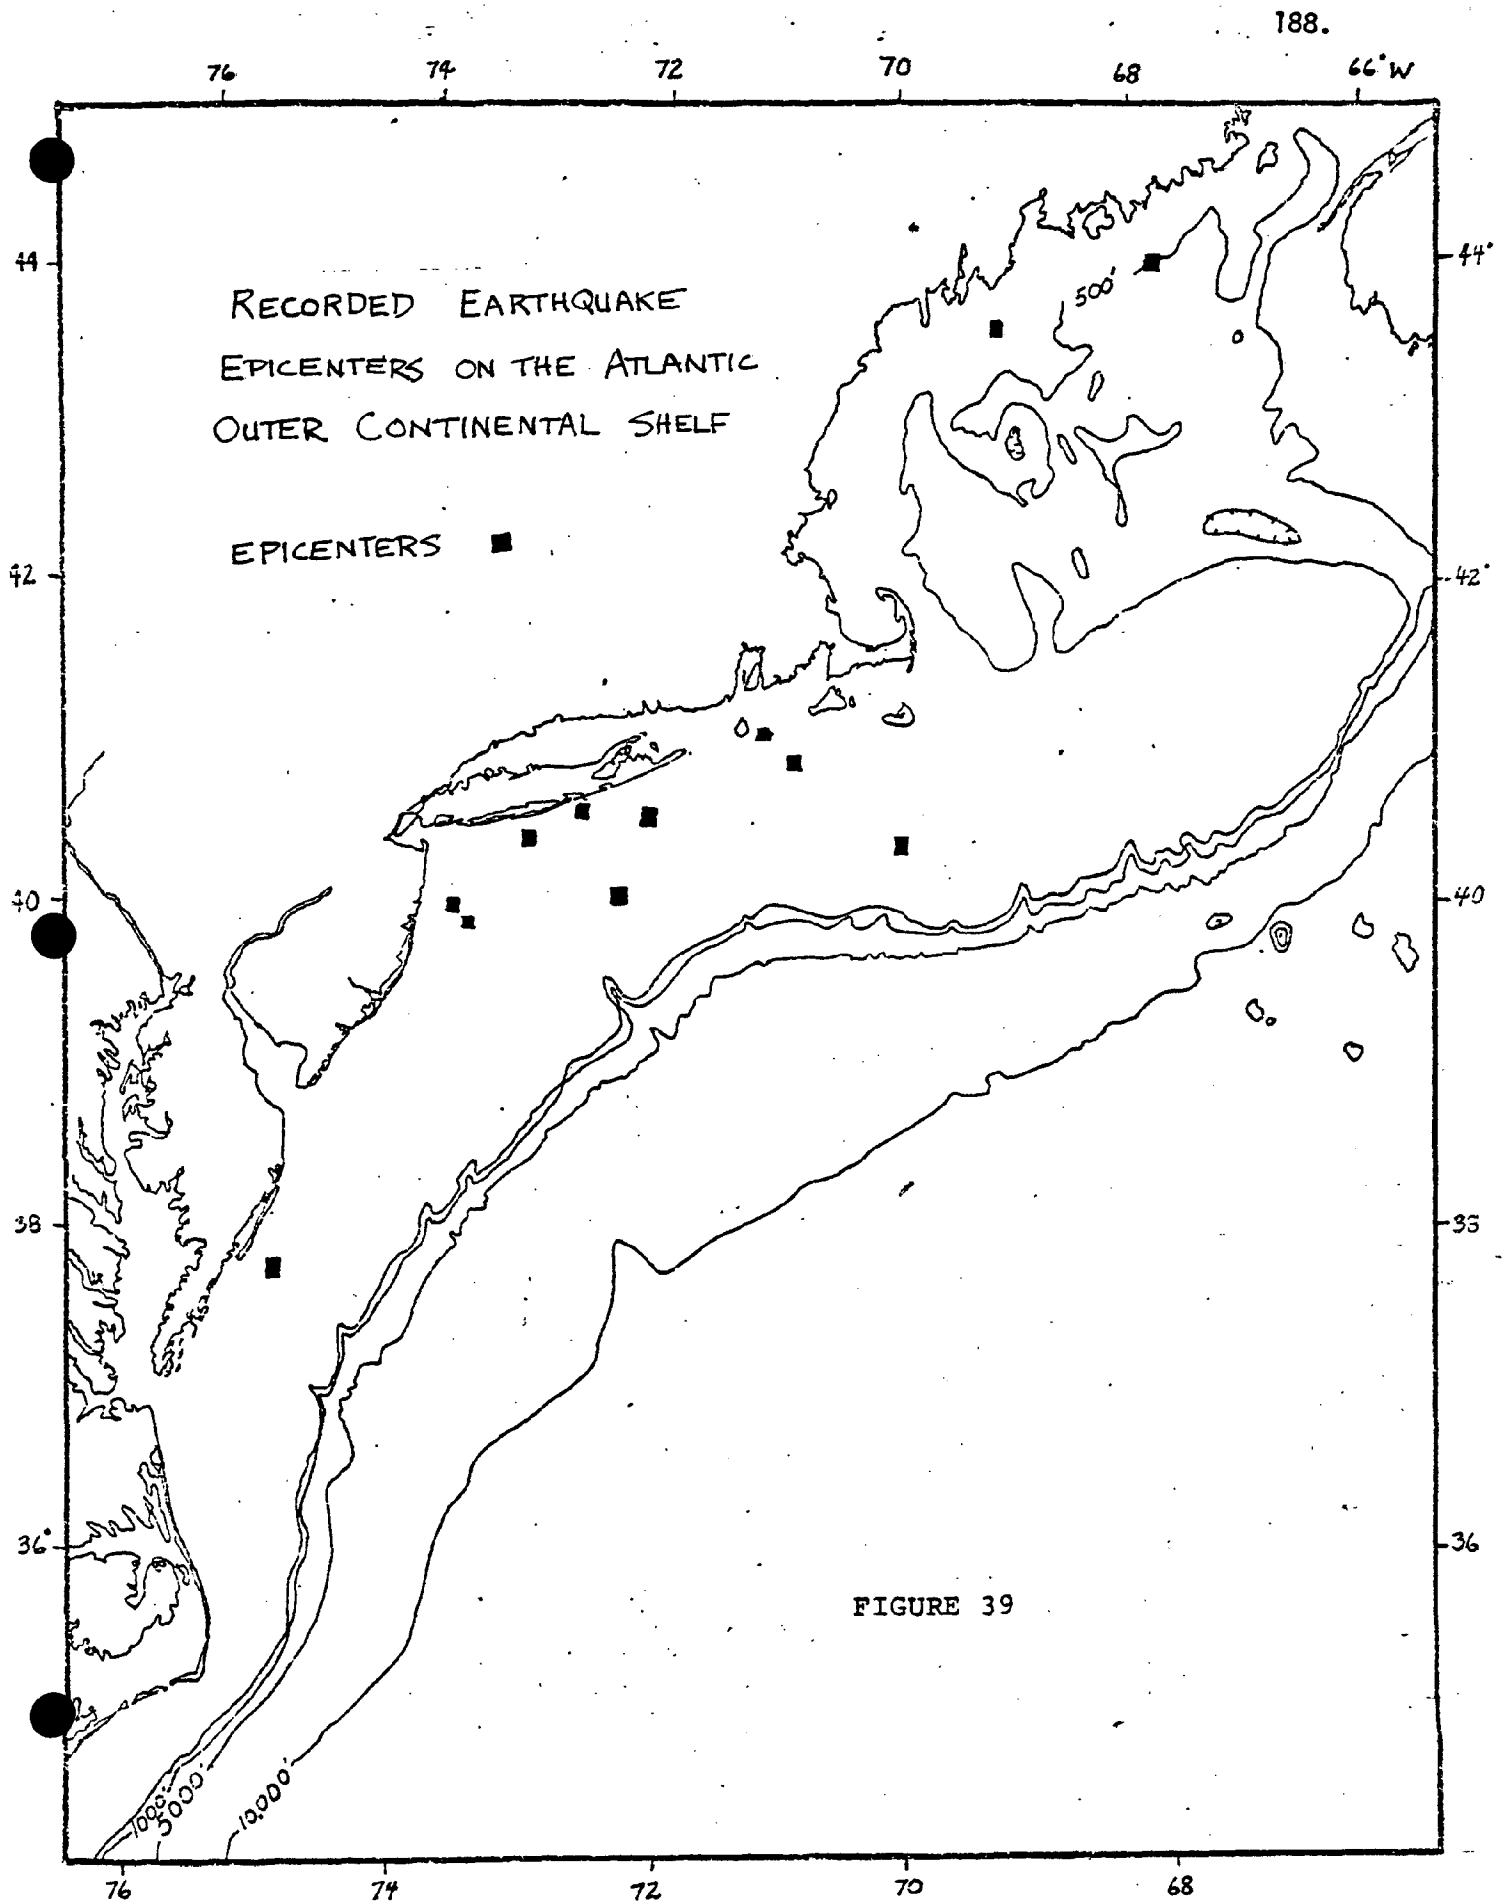 188.
76 74 72 70 68 66°W
44 44°
RECORDED EARTHQUAKE
EPICENTERS ON THE ATLANTIC
OUTER CONTINENTAL SHELF
500'
EPICENTERS
42 42°
40 40
38 38
36° 36
FIGURE 39
1000'
5000'
10,000'
76 74 72 70 68